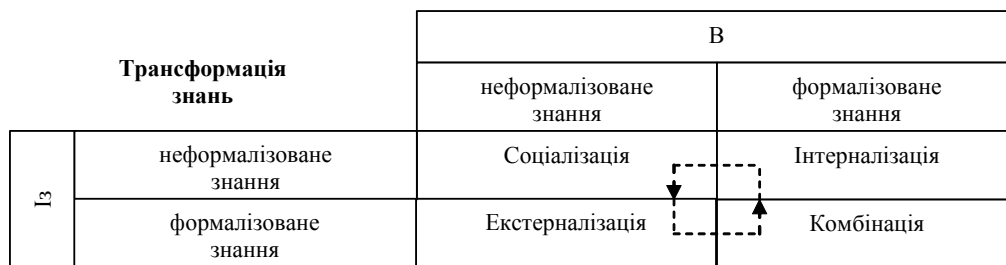 Трансформація
знань
В
неформалізоване
знання
формалізоване
знання
Із
неформалізоване
знання
Соціалізація
Інтерналізація
формалізоване
знання
Екстерналізація
Комбінація